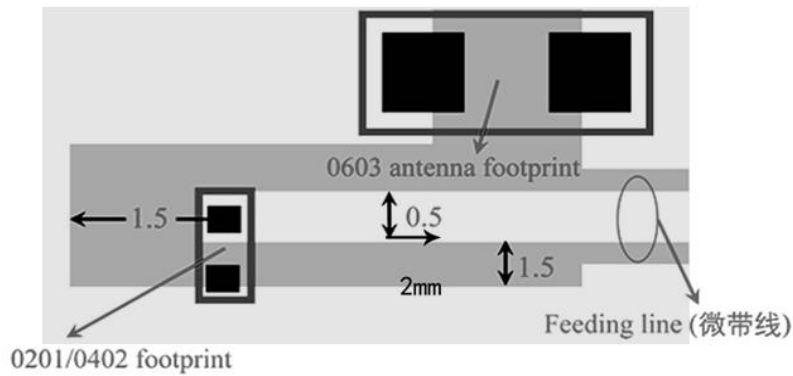 0603 antenna footprint
1.5
0.5
1.5
2mm
Feeding line (微带线)
0201/0402 footprint